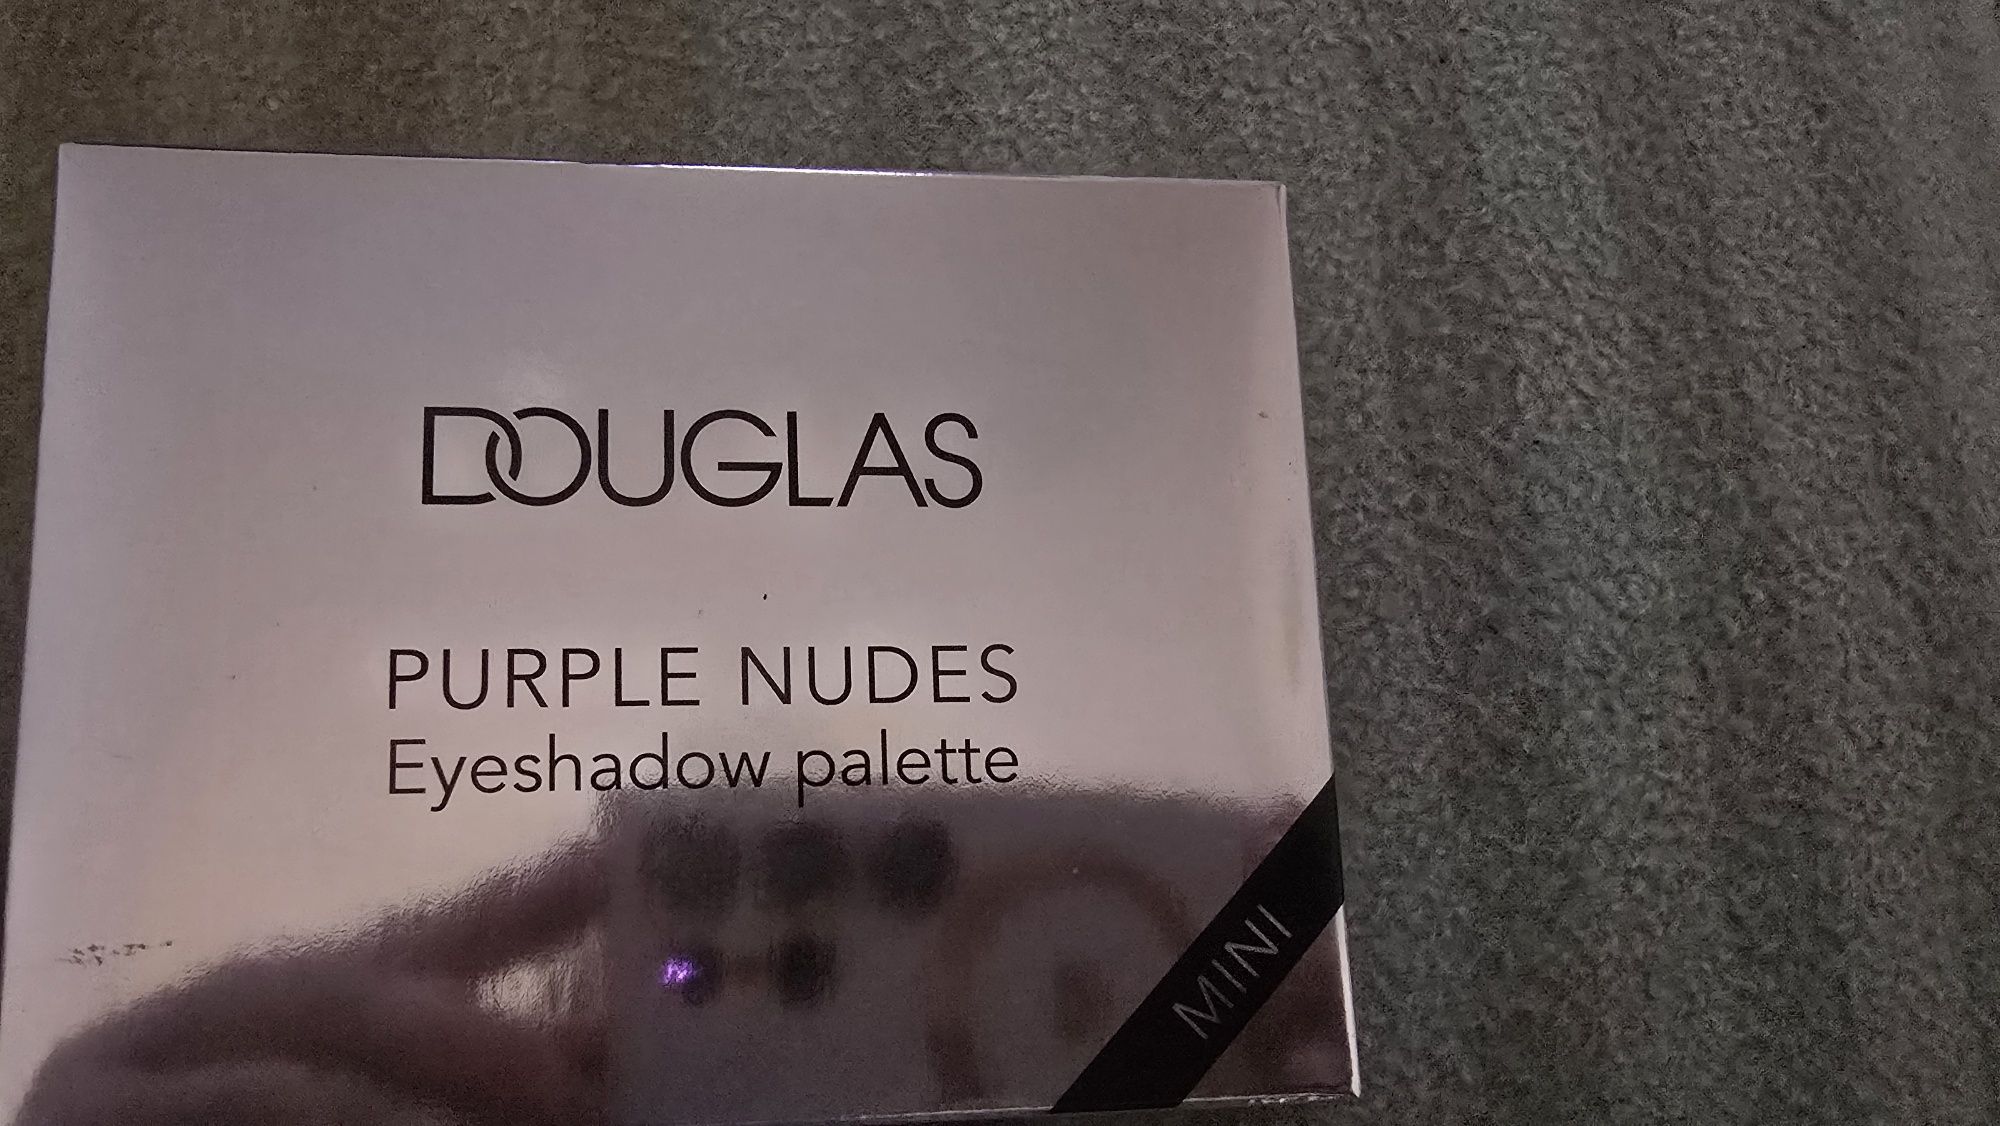 DOUGLAS
PURPLE NUDES
Eyeshadow palette
MINI